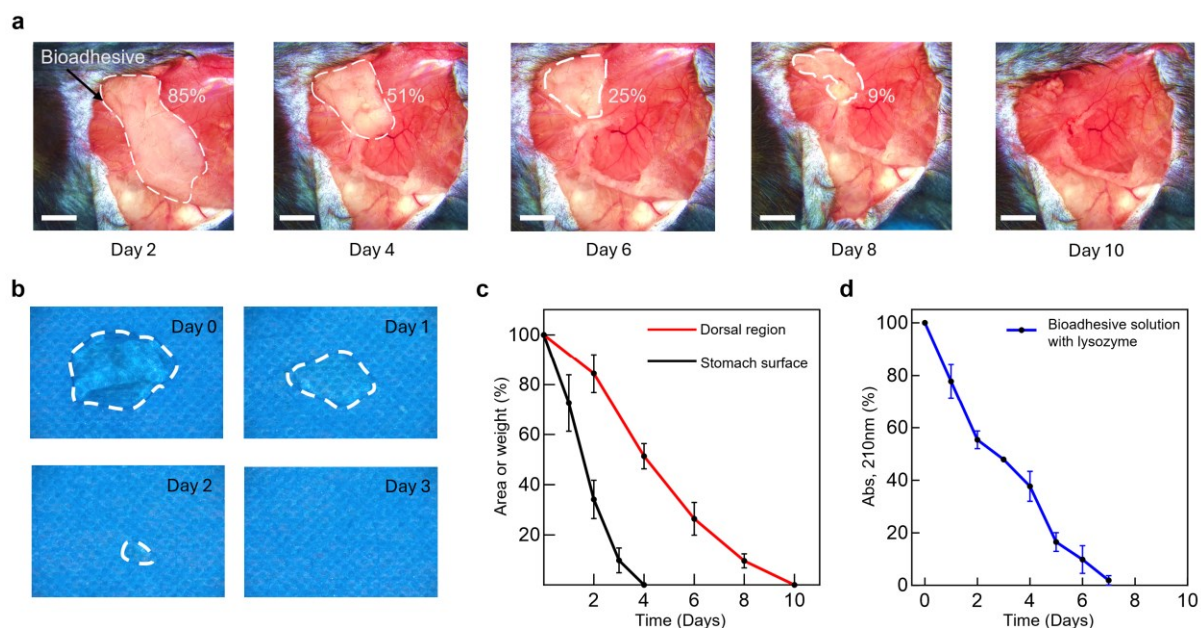 a
Bioadhesive
85%
51%
25%
9%
Day 2
Day 4
Day 6
Day 8
Day 10
b
Day 0
Day 1
Day 2
Day 3
c
100
80
60
40
20
2 4 6 8 10
Area or weight (%)
Time (Days)
Dorsal region
Stomach surface
d
100
80
60
40
20
0
0 2 4 6 8 10
Abs, 210nm (%)
Time (Days)
Bioadhesive solution
with lysozyme